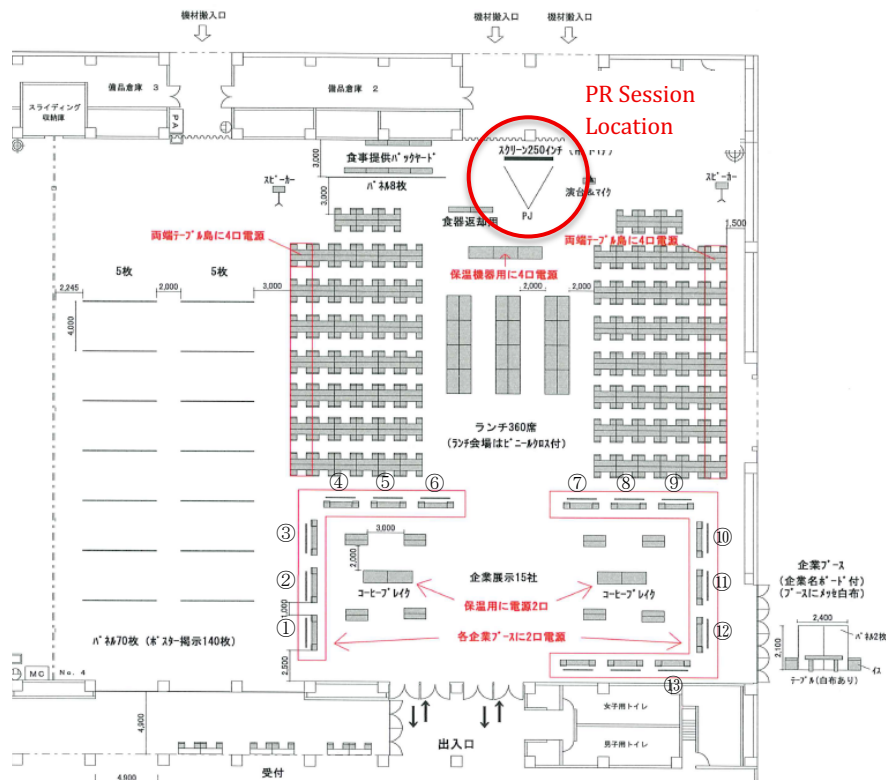 機材搬入口
機材搬入口
機材搬入口
備品倉庫 3
備品倉庫 2
スライディング
収納庫
PA
PR Session
Location
スクリーン250インチ
食事提供バックヤード
パネル8枚
3,000
3,000
スピーカー
演台&マイク
PJ
スピーカー
食器返却
1,500
両端テーブル島に4口電源
両端テーブル島に4口電源
保温機器用に4口電源
5枚
5枚
2,245
2,000
3,000
2,000
2,000
4,000
ランチ360席
(ランチ会場はビニールクロス付)
④
⑤
⑥
⑦
⑧
⑨
③
3,000
⑩
2,000
②
企業展示15社
⑪
コーヒーブレイク
コーヒーブレイク
1,000
保温用に電源2口
①
各企業ブースに2口電源
⑫
2,500
⑬
パネル70枚(ポスター掲示140枚)
企業ブース
(企業名ボード付)
(ブースにメッセ白布)
2,400
パネル2枚
2,100
イス
テーブル(白布あり)
MC
No. 4
4,900
出入口
女子用トイレ
男子用トイレ
受付
4,900